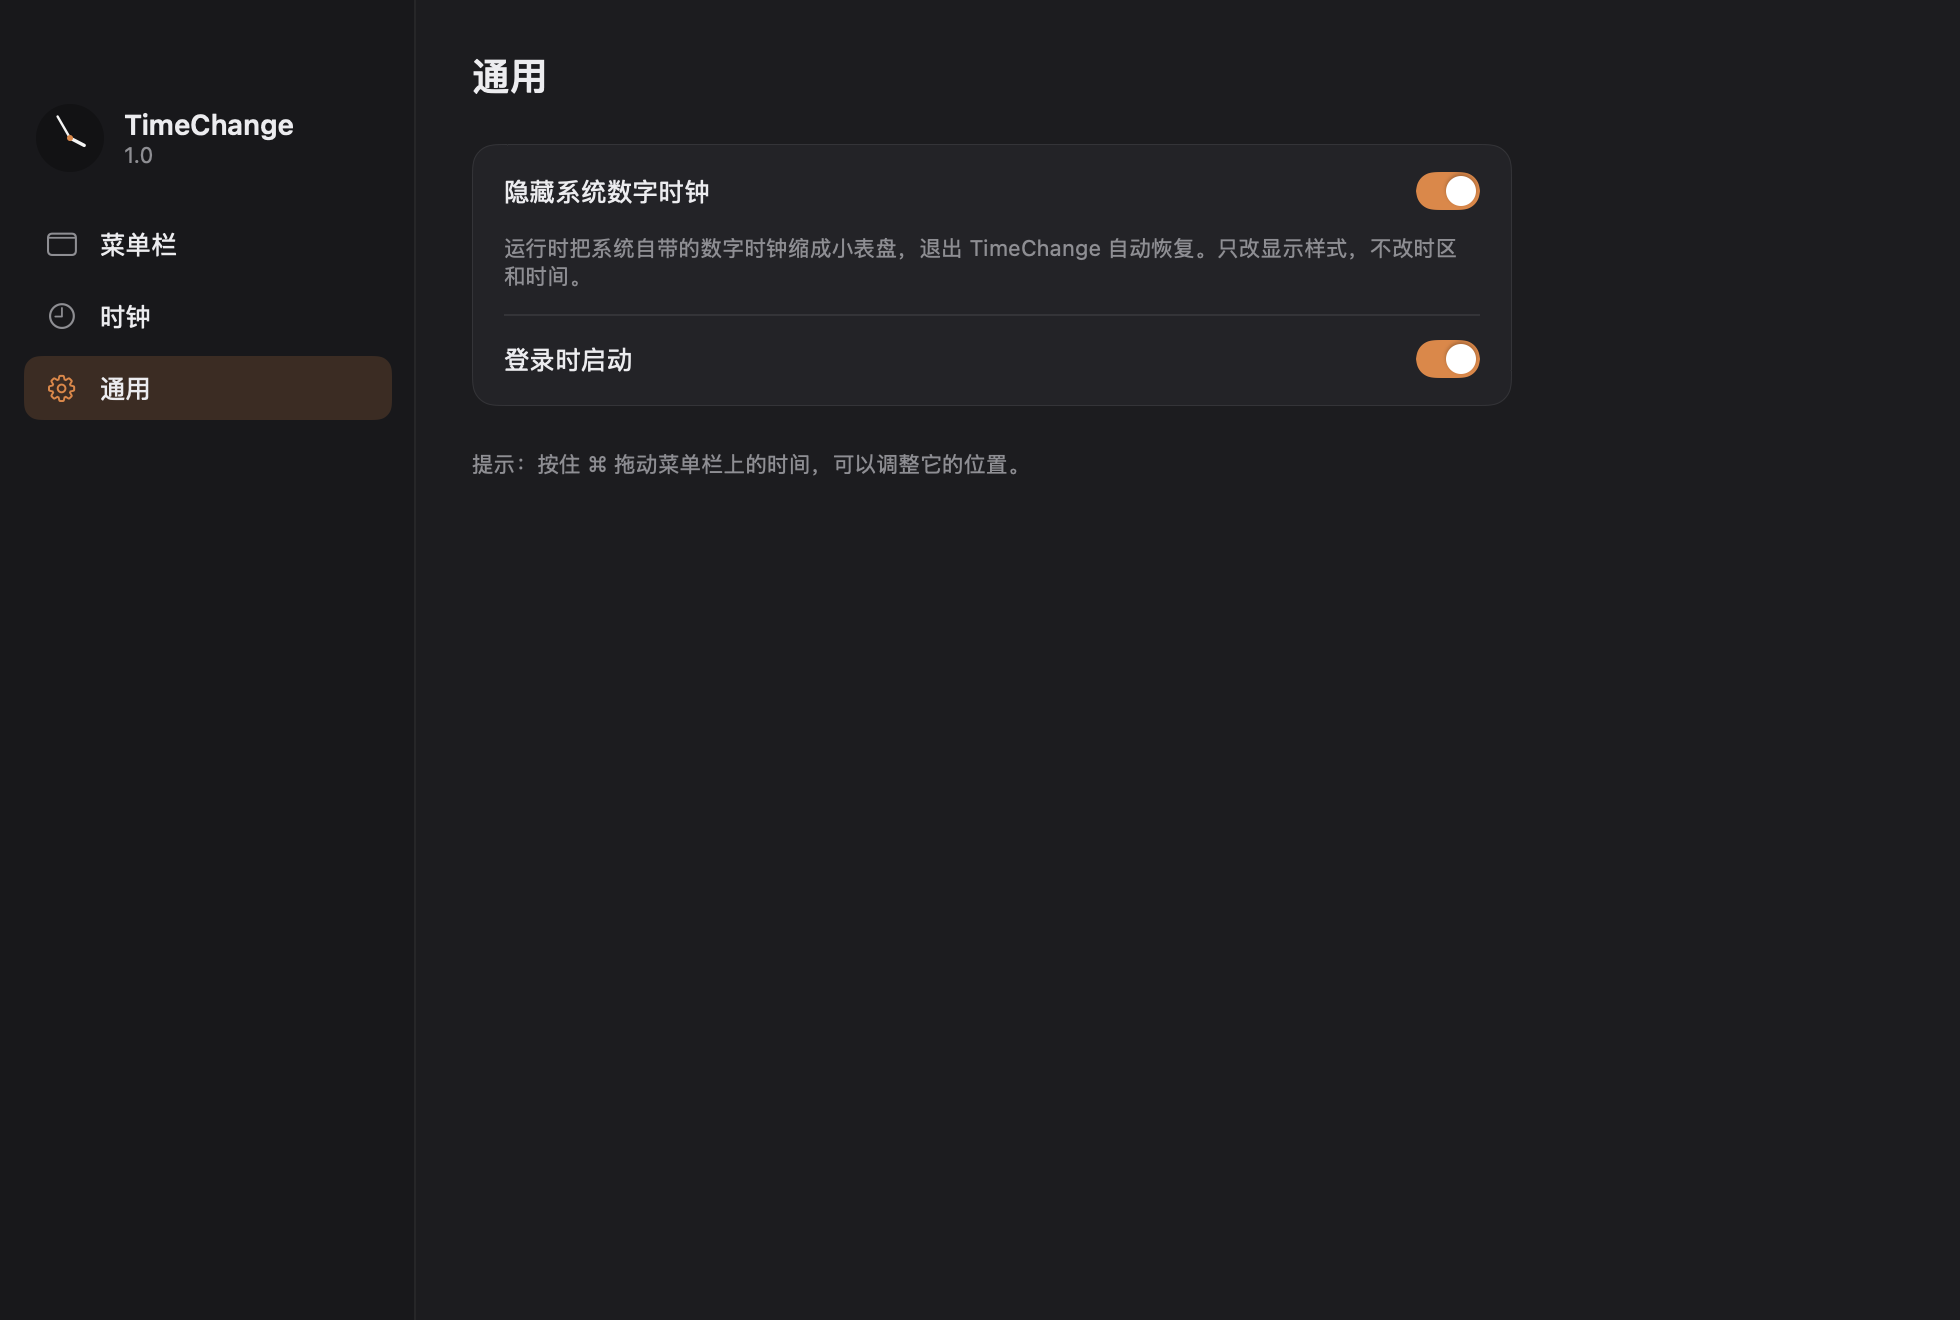 TimeChange
1.0
菜单栏
时钟
通用
通用
隐藏系统数字时钟
运行时把系统自带的数字时钟缩成小表盘，退出 TimeChange 自动恢复。只改显示样式，不改时区
和时间。
登录时启动
提示：按住 ⌘ 拖动菜单栏上的时间，可以调整它的位置。